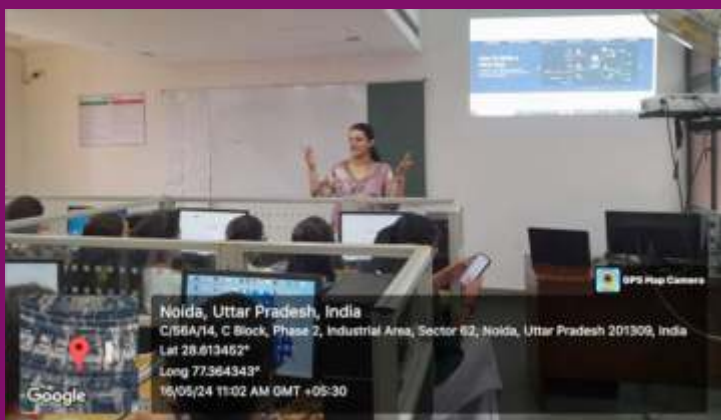 GPS Map Camera
Noida, Uttar Pradesh, India
C/56A/14, C Block, Phase 2, Industrial Area, Sector 62, Noida, Uttar Pradesh 201309, India
Lat 28.613452°
Long 77.364343°
16/05/24 11:02 AM GMT +05:30
Google